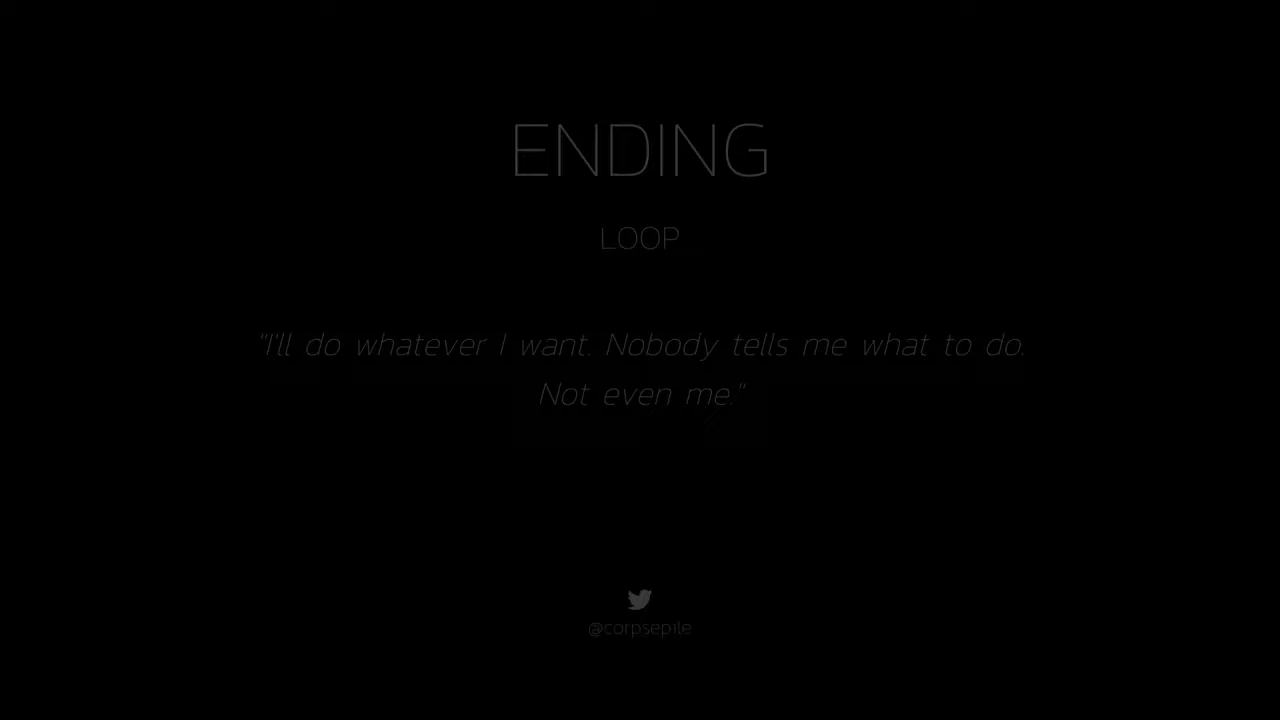 ENDING
LOOP
"I'll do whatever I want. Nobody tells me what to do.
Not even me."
@corpsepile